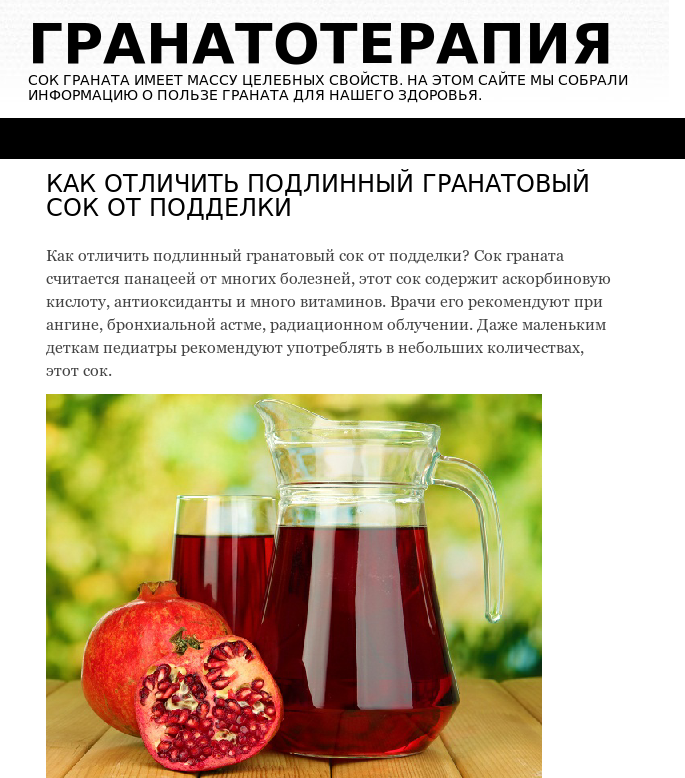 ГРАНАТОТЕРАПИЯ
СОК ГРАНАТА ИМЕЕТ МАССУ ЦЕЛЕБНЫХ СВОЙСТВ. НА ЭТОМ САЙТЕ МЫ СОБРАЛИ
ИНФОРМАЦИЮ О ПОЛЬЗЕ ГРАНАТА ДЛЯ НАШЕГО ЗДОРОВЬЯ.
КАК ОТЛИЧИТЬ ПОДЛИННЫЙ ГРАНАТОВЫЙ
СОК ОТ ПОДДЕЛКИ
Как отличить подлинный гранатовый сок от подделки? Сок граната
считается панацеей от многих болезней, этот сок содержит аскорбиновую
кислоту, антиоксиданты и много витаминов. Врачи его рекомендуют при
ангине, бронхиальной астме, радиационном облучении. Даже маленьким
деткам педиатры рекомендуют употреблять в небольших количествах,
этот сок.